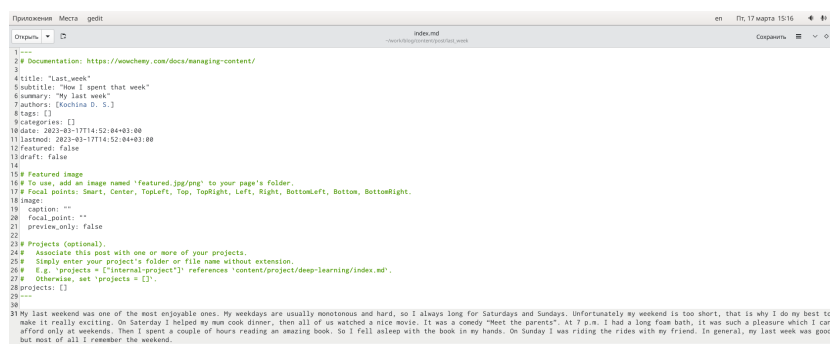 Приложения Места gedit en Пт, 17 марта 15:16
Открыть index.md Сохранить
~/work/blog/content/post/last_week
1 ---
2 # Documentation: https://wowchemy.com/docs/managing-content/
3
4 title: "Last_week"
5 subtitle: "How I spent that week"
6 summary: "My last week"
7 authors: [Kochina D. S.]
8 tags: []
9 categories: []
10 date: 2023-03-17T14:52:04+03:00
11 lastmod: 2023-03-17T14:52:04+03:00
12 featured: false
13 draft: false
14
15 # Featured image
16 # To use, add an image named `featured.jpg/png` to your page's folder.
17 # Focal points: Smart, Center, TopLeft, Top, TopRight, Left, Right, BottomLeft, Bottom, BottomRight.
18 image:
19   caption: ""
20   focal_point: ""
21   preview_only: false
22
23 # Projects (optional).
24 #   Associate this post with one or more of your projects.
25 #   Simply enter your project's folder or file name without extension.
26 #   E.g. `projects = ["internal-project"]` references `content/project/deep-learning/index.md`.
27 #   Otherwise, set `projects = []`.
28 projects: []
29 ---
30
31 My last weekend was one of the most enjoyable ones. My weekdays are usually monotonous and hard, so I always long for Saturdays and Sundays. Unfortunately my weekend is too short, that is why I do my best to
make it really exciting. On Saterday I helped my mum cook dinner, then all of us watched a nice movie. It was a comedy “Meet the parents”. At 7 p.m. I had a long foam bath, it was such a pleasure which I can
afford only at weekends. Then I spent a couple of hours reading an amazing book. So I fell asleep with the book in my hands. On Sunday I was riding the rides with my friend. In general, my last week was good
but most of all I remember the weekend.